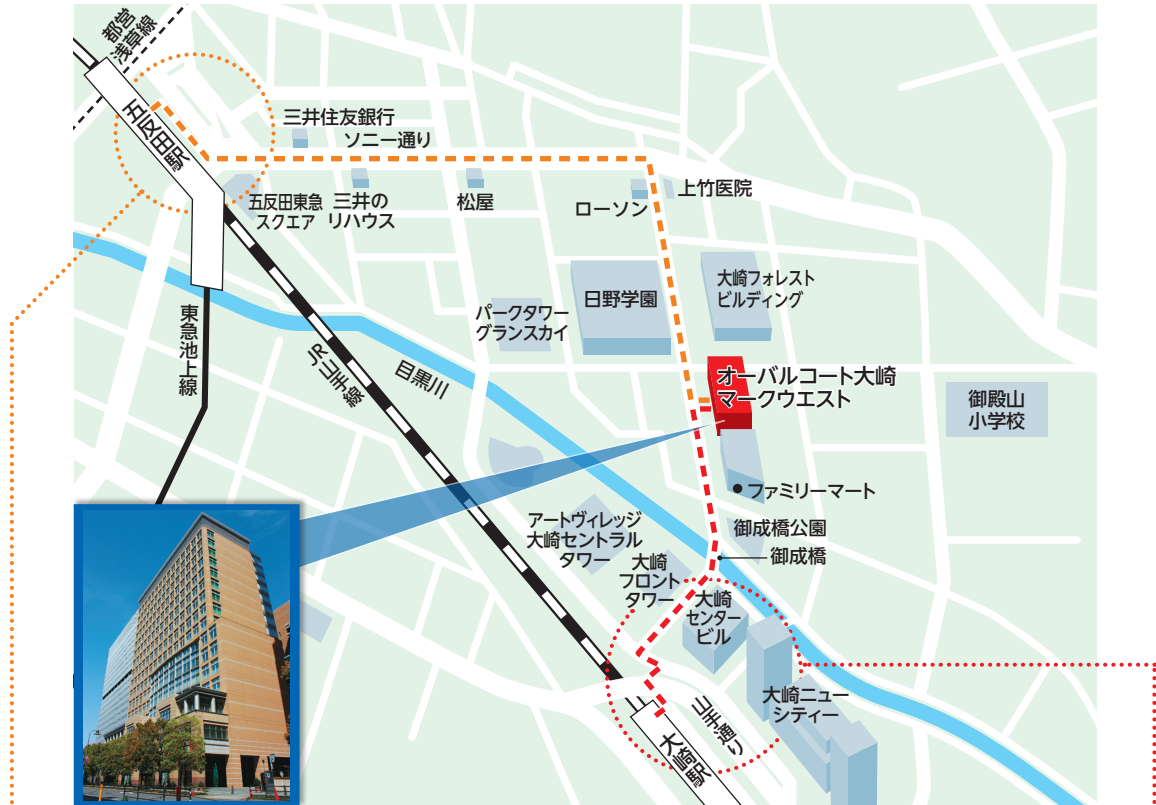 都営
浅草線
五反田駅
三井住友銀行
ソニー通り
五反田東急
スクエア
三井の
リハウス
松屋
ローソン
上竹医院
日野学園
大崎フォレスト
ビルディング
パークタワー
グランスカイ
東急池上線
JR山手線
目黒川
オーバルコート大崎
マークウエスト
御殿山
小学校
ファミリーマート
御成橋公園
御成橋
アートヴィレッジ
大崎セントラル
タワー
大崎
フロント
タワー
大崎
センター
ビル
大崎ニュー
シティー
山手通り
大崎駅